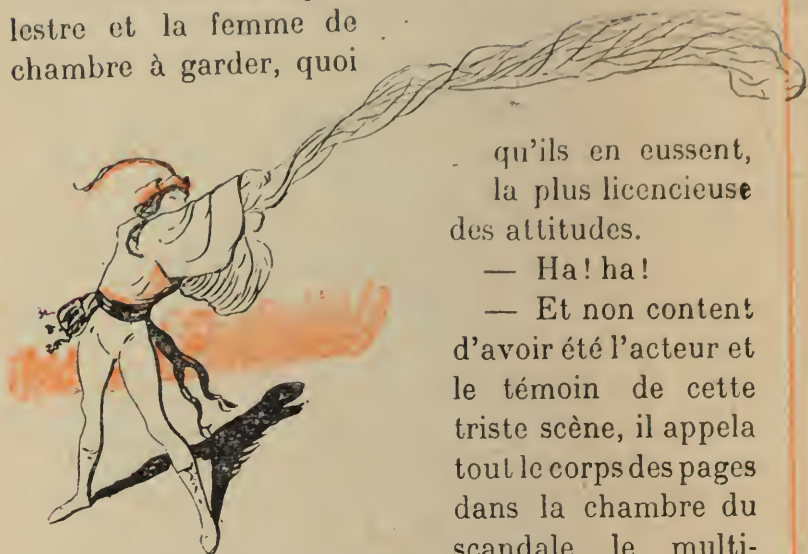 lestre et la femme de
chambre à garder, quoi
qu'ils en eussent,
la plus licencieuse
des attitudes.
— Ha! ha!
— Et non content
d'avoir été l'acteur et
le témoin de cette
triste scène, il appela
tout le corps des pages
dans la chambre du
scandale le multi-